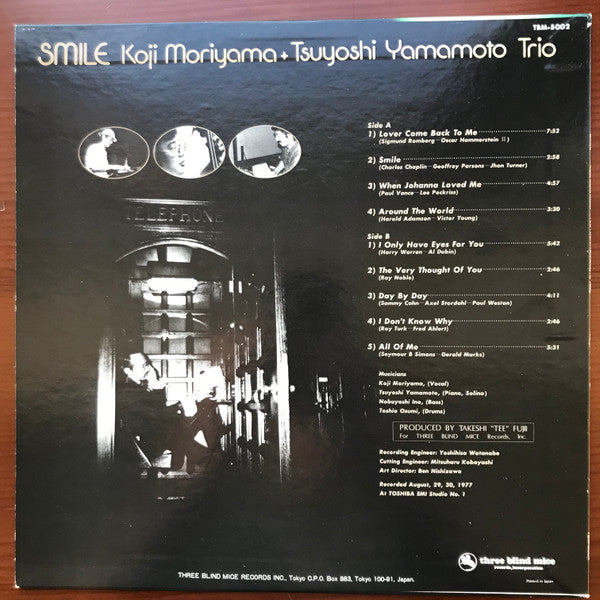 TBM-5002
SMILE Koji Moriyama + Tsuyoshi Yamamoto Trio
Side A
1) Lover Come Back To Me 7:52
(Sigmund Romberg–Oscar Hammerstein II)
2) Smile 2:58
(Charles Chaplin–Geoffrey Parsons–Jhon Turner)
3) When Johanna Loved Me 4:57
(Paul Vance–Lee Pockriss)
4) Around The World 3:30
(Harold Adamson–Victor Young)
Side B
1) I Only Have Eyes For You 5:42
(Harry Warren–Al Dubin)
2) The Very Thought Of You 2:46
(Ray Noble)
3) Day By Day 4:11
(Sammy Cahn–Axel Stordahl–Paul Weston)
4) I Don't Know Why 2:46
(Roy Turk–Fred Ahlert)
5) All Of Me 5:31
(Seymour B Simons–Gerald Marks)
Musicians
Koji Moriyama, (Vocal)
Tsuyoshi Yamamoto, (Piano, Solina)
Nobuyoshi Ino, (Bass)
Toshio Osumi, (Drums)
PRODUCED BY TAKESHI "TEE" FUJII
For THREE BLIND MICE Records, Inc.
Recording Engineer: Yoshihiko Watanabe
Cutting Engineer: Mitsuharu Kobayashi
Art Director: Ben Nishizawa
Recorded August, 29, 30, 1977
At TOSHIBA EMI Studio No. 1
TELEPHONE
three blind mice
records, incorporation
Printed in Japan
THREE BLIND MICE RECORDS INC., Tokyo C.P.O. Box 883, Tokyo 100-91, Japan.